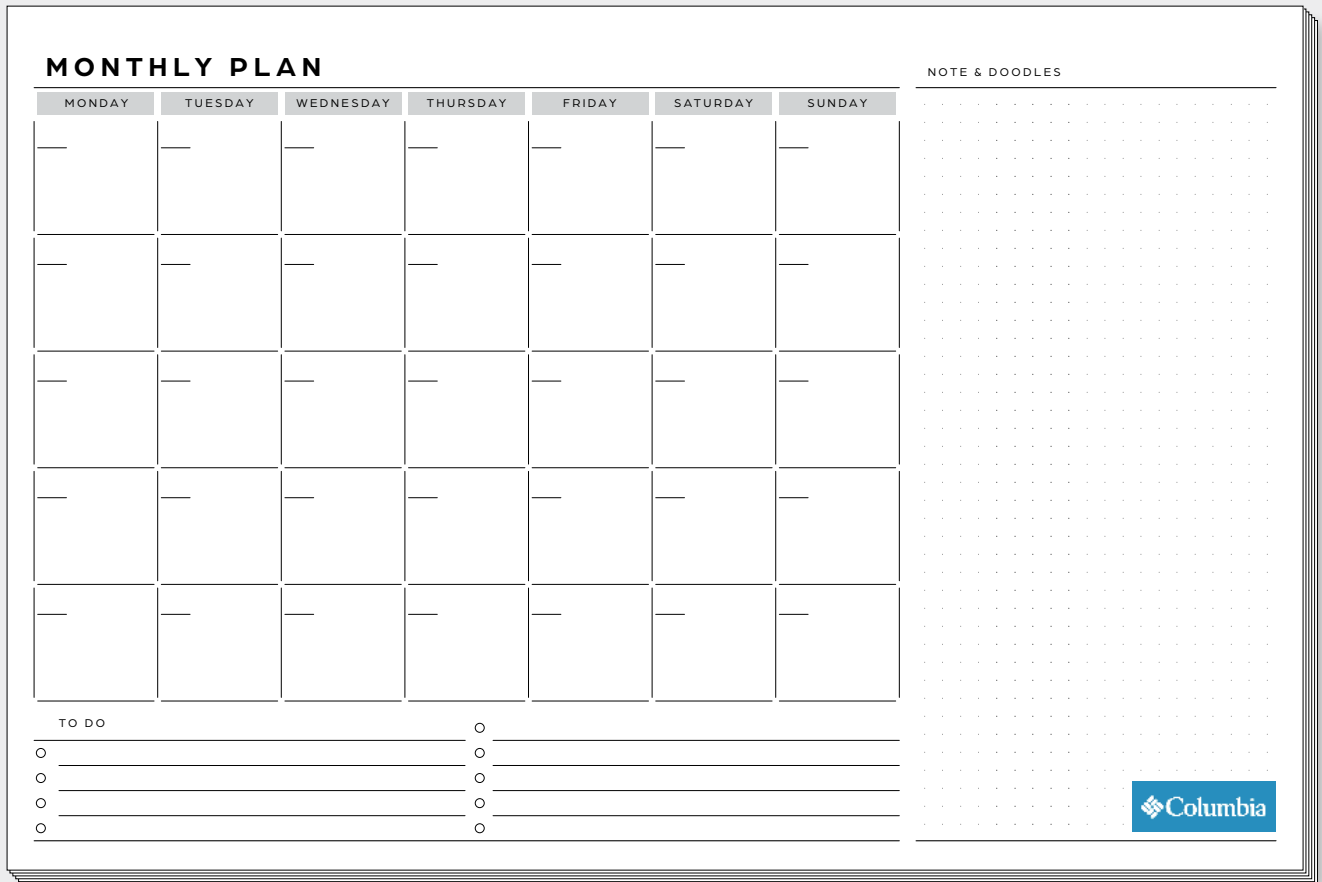 MONTHLY PLAN
NOTE & DOODLES
MONDAY TUESDAY WEDNESDAY THURSDAY FRIDAY SATURDAY SUNDAY
TO DO
Columbia